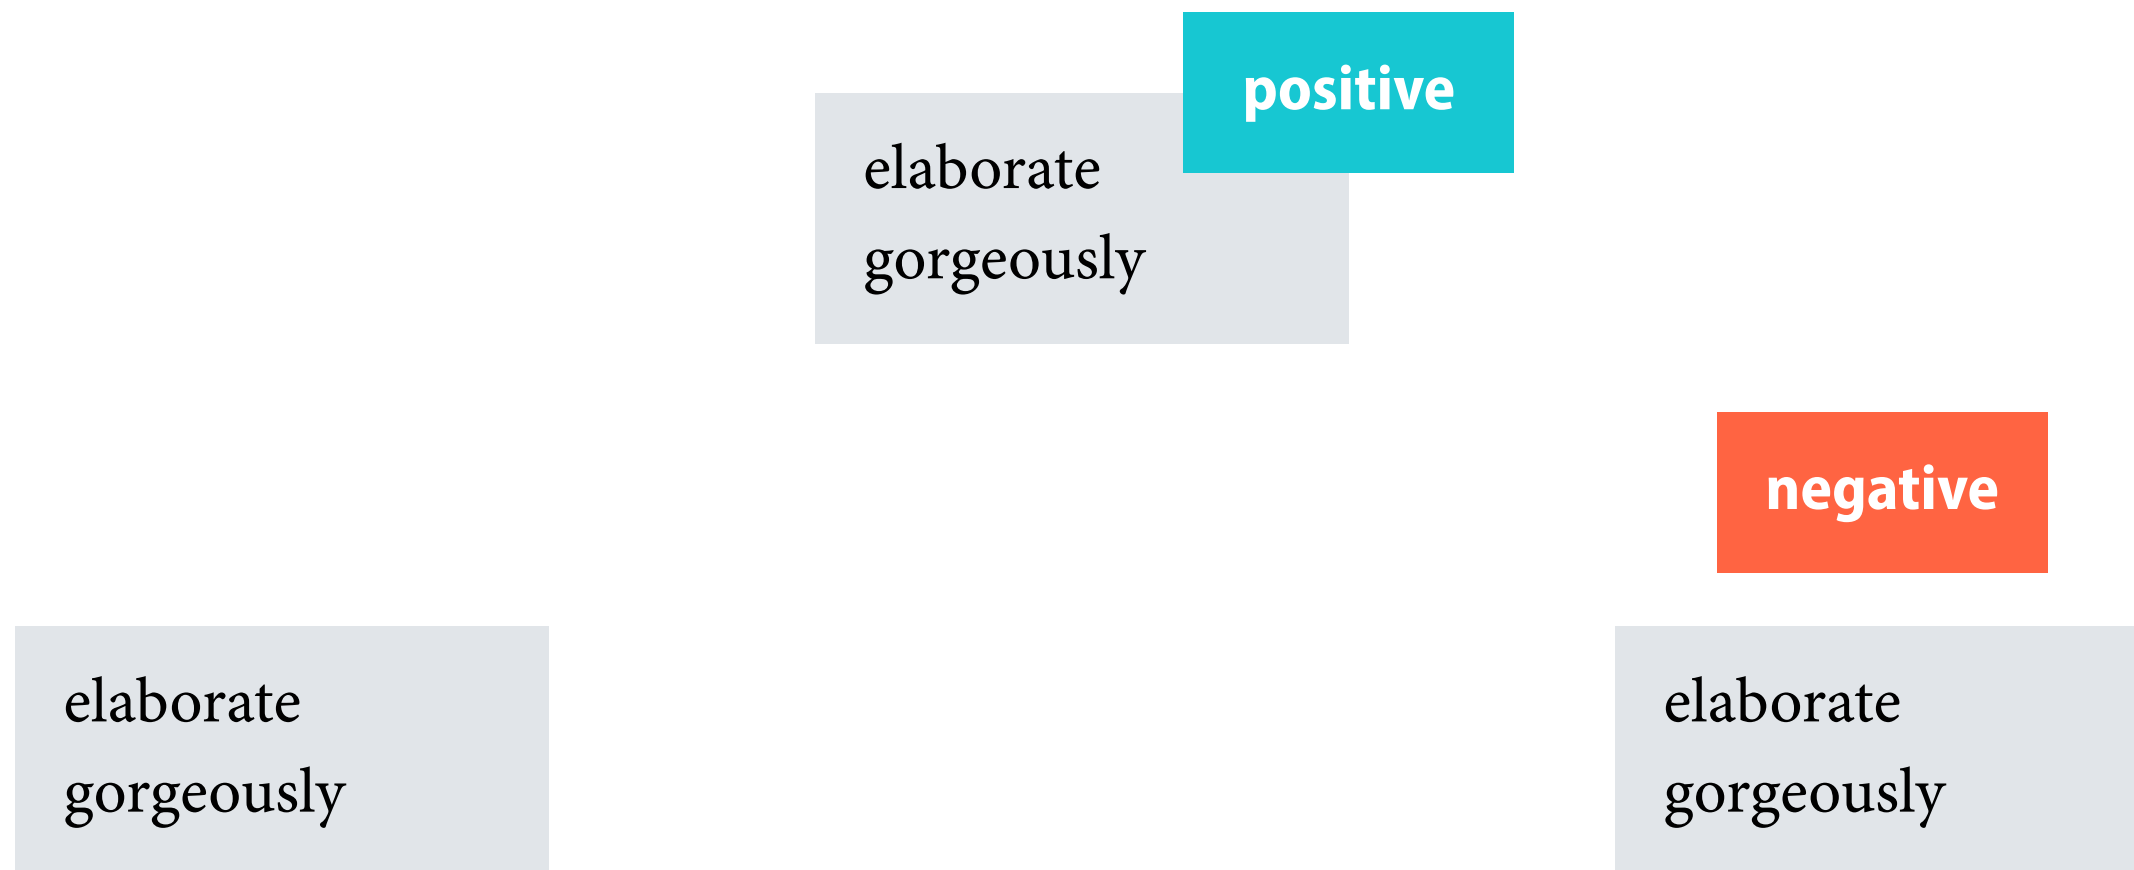 positive
elaborate
gorgeously
negative
elaborate
gorgeously
elaborate
gorgeously